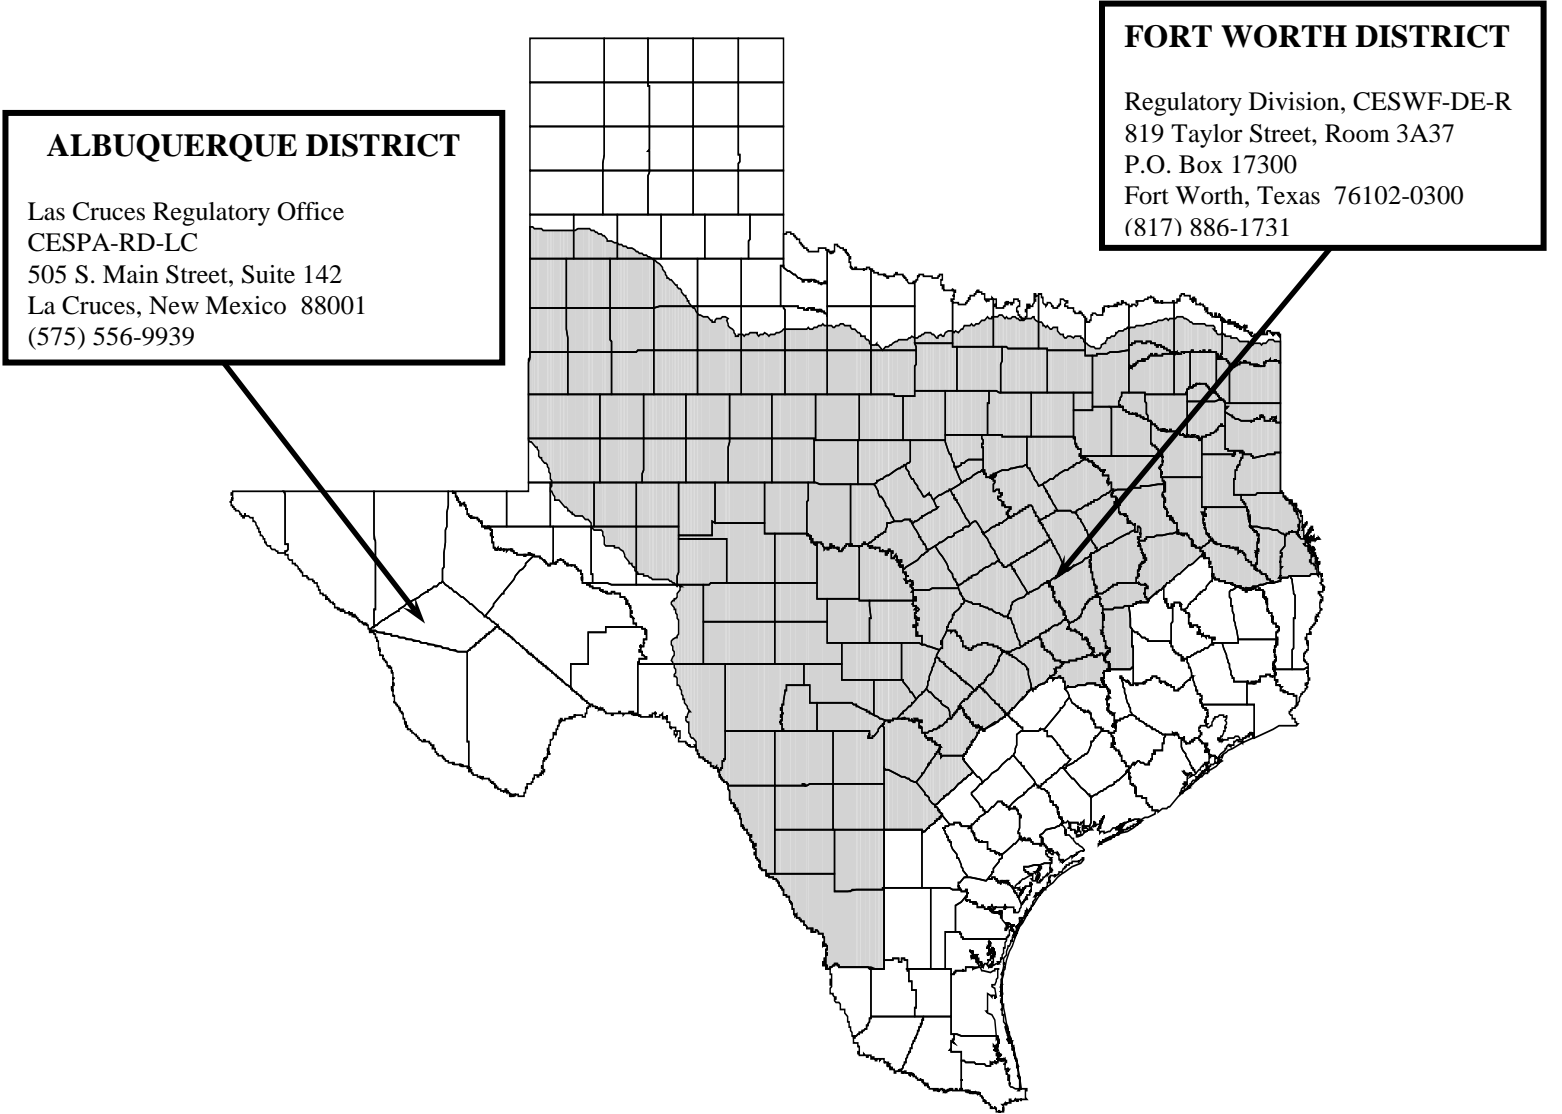 ALBUQUERQUE DISTRICT
Las Cruces Regulatory Office
CESPA-RD-LC
505 S. Main Street, Suite 142
La Cruces, New Mexico 88001
(575) 556-9939
FORT WORTH DISTRICT
Regulatory Division, CESWF-DE-R
819 Taylor Street, Room 3A37
P.O. Box 17300
Fort Worth, Texas 76102-0300
(817) 886-1731